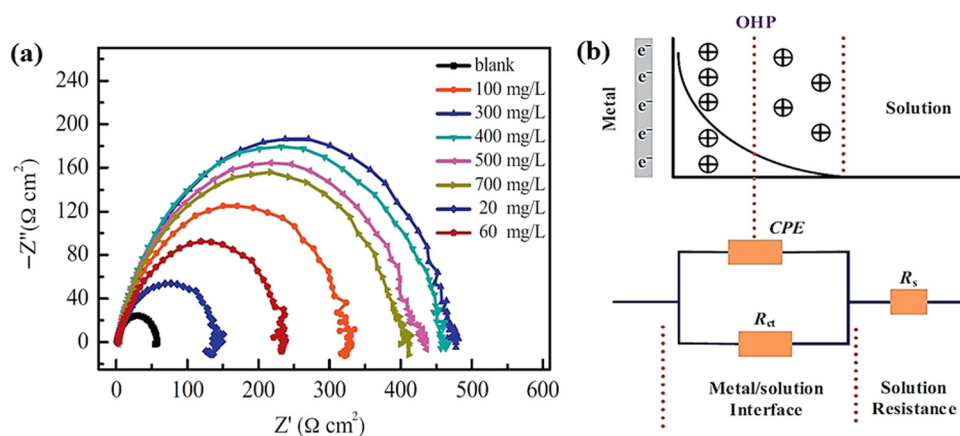 (a)
260
240
200
160
120
80
40
0
−Z"(Ω cm²)
0
100
200
300
400
500
600
Z' (Ω cm²)
blank
100 mg/L
300 mg/L
400 mg/L
500 mg/L
700 mg/L
20 mg/L
60 mg/L
(b)
OHP
Metal
e⁻
e⁻
e⁻
e⁻
e⁻
Solution
CPE
Rs
Rct
Metal/solution
Interface
Solution
Resistance